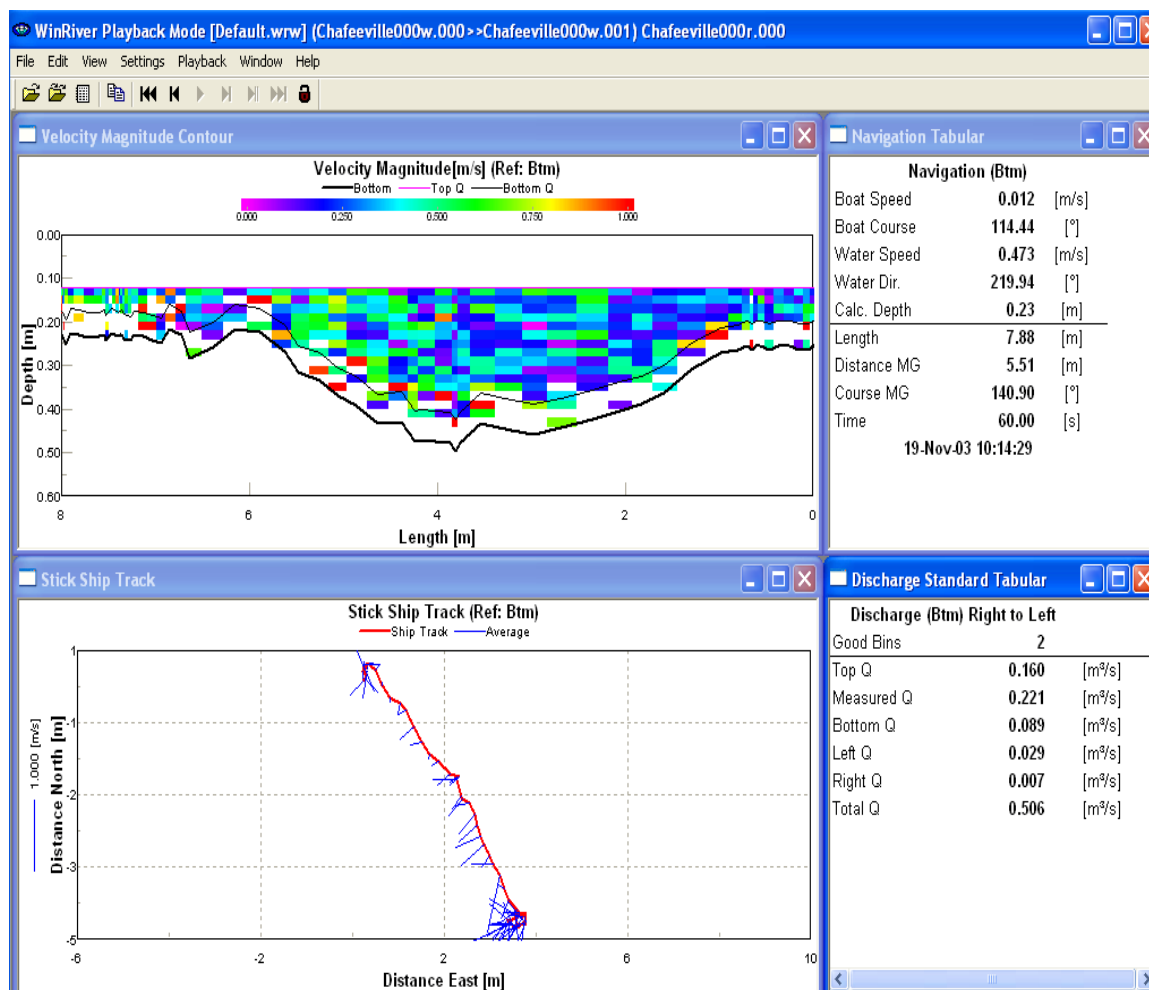 WinRiver Playback Mode [Default.wrw] (Chafeeville000w.000>>Chafeeville000w.001) Chafeeville000r.000
File Edit View Settings Playback Window Help
Velocity Magnitude Contour
Velocity Magnitude[m/s] (Ref: Btm)
Bottom Top Q Bottom Q
0.000 0.250 0.500 0.750 1.000
0.00
0.10
0.20
0.30
0.40
0.50
0.60
Depth [m]
8 6 4 2 0
Length [m]
Navigation Tabular
Navigation (Btm)
Boat Speed 0.012 [m/s]
Boat Course 114.44 [°]
Water Speed 0.473 [m/s]
Water Dir. 219.94 [°]
Calc. Depth 0.23 [m]
Length 7.88 [m]
Distance MG 5.51 [m]
Course MG 140.90 [°]
Time 60.00 [s]
19-Nov-03 10:14:29
Stick Ship Track
Stick Ship Track (Ref: Btm)
Ship Track Average
1
-1
-2
-3
-5
1.000 [m/s]
Distance North [m]
-6 -2 2 6 10
Distance East [m]
Discharge Standard Tabular
Discharge (Btm) Right to Left
Good Bins 2
Top Q 0.160 [m³/s]
Measured Q 0.221 [m³/s]
Bottom Q 0.089 [m³/s]
Left Q 0.029 [m³/s]
Right Q 0.007 [m³/s]
Total Q 0.506 [m³/s]